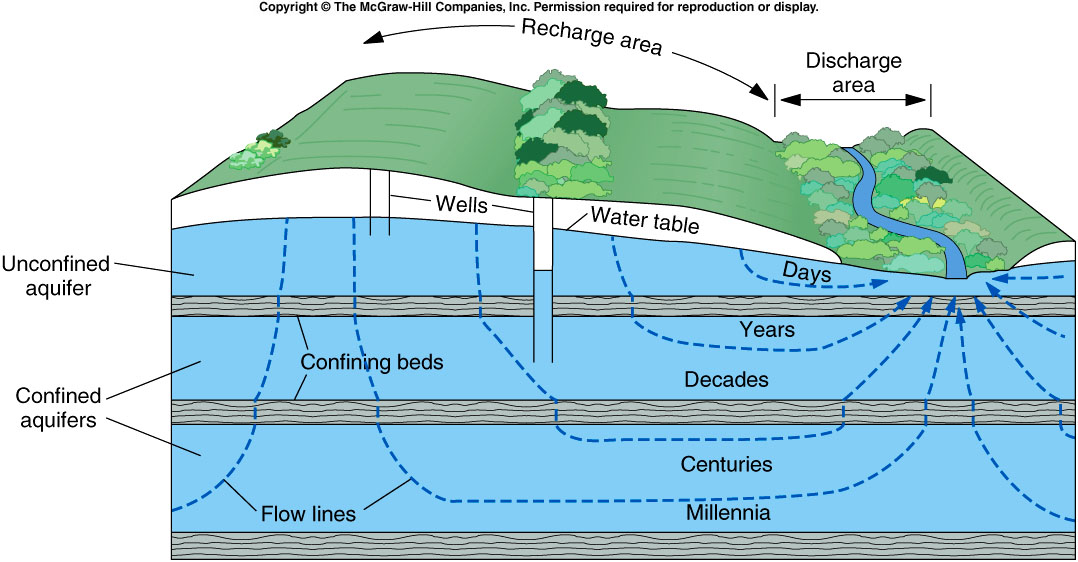 Copyright © The McGraw-Hill Companies, Inc. Permission required for reproduction or display.
Recharge area
Discharge
area
Wells
Water table
Unconfined
aquifer
Days
Years
Confining beds
Decades
Confined
aquifers
Centuries
Flow lines
Millennia